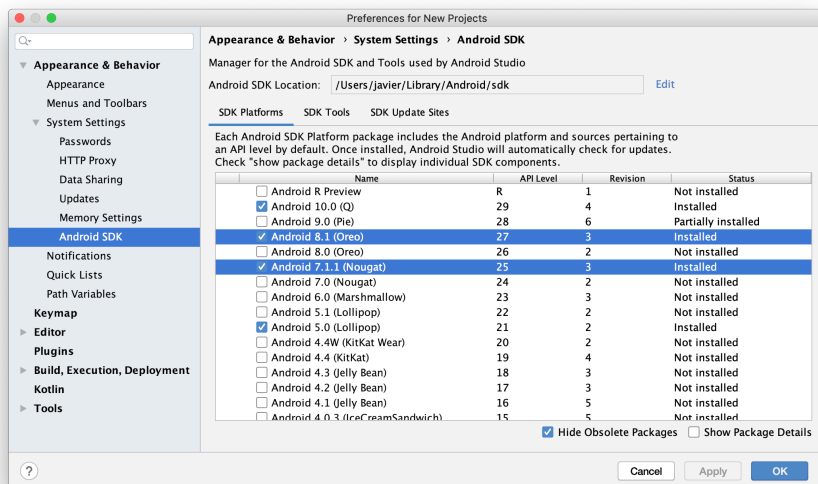 Preferences for New Projects
Appearance & Behavior
Appearance
Menus and Toolbars
System Settings
Passwords
HTTP Proxy
Data Sharing
Updates
Memory Settings
Android SDK
Notifications
Quick Lists
Path Variables
Keymap
Editor
Plugins
Build, Execution, Deployment
Kotlin
Tools
Appearance & Behavior › System Settings › Android SDK
Manager for the Android SDK and Tools used by Android Studio
Android SDK Location: /Users/javier/Library/Android/sdk Edit
SDK Platforms SDK Tools SDK Update Sites
Each Android SDK Platform package includes the Android platform and sources pertaining to
an API level by default. Once installed, Android Studio will automatically check for updates.
Check "show package details" to display individual SDK components.
Name API Level Revision Status
Android R Preview R 1 Not installed
Android 10.0 (Q) 29 4 Installed
Android 9.0 (Pie) 28 6 Partially installed
Android 8.1 (Oreo) 27 3 Installed
Android 8.0 (Oreo) 26 2 Not installed
Android 7.1.1 (Nougat) 25 3 Installed
Android 7.0 (Nougat) 24 2 Not installed
Android 6.0 (Marshmallow) 23 3 Not installed
Android 5.1 (Lollipop) 22 2 Not installed
Android 5.0 (Lollipop) 21 2 Installed
Android 4.4W (KitKat Wear) 20 2 Not installed
Android 4.4 (KitKat) 19 4 Not installed
Android 4.3 (Jelly Bean) 18 3 Not installed
Android 4.2 (Jelly Bean) 17 3 Not installed
Android 4.1 (Jelly Bean) 16 5 Not installed
Android 4.0.3 (IceCreamSandwich) 15 5 Not installed
Hide Obsolete Packages Show Package Details
? Cancel Apply OK